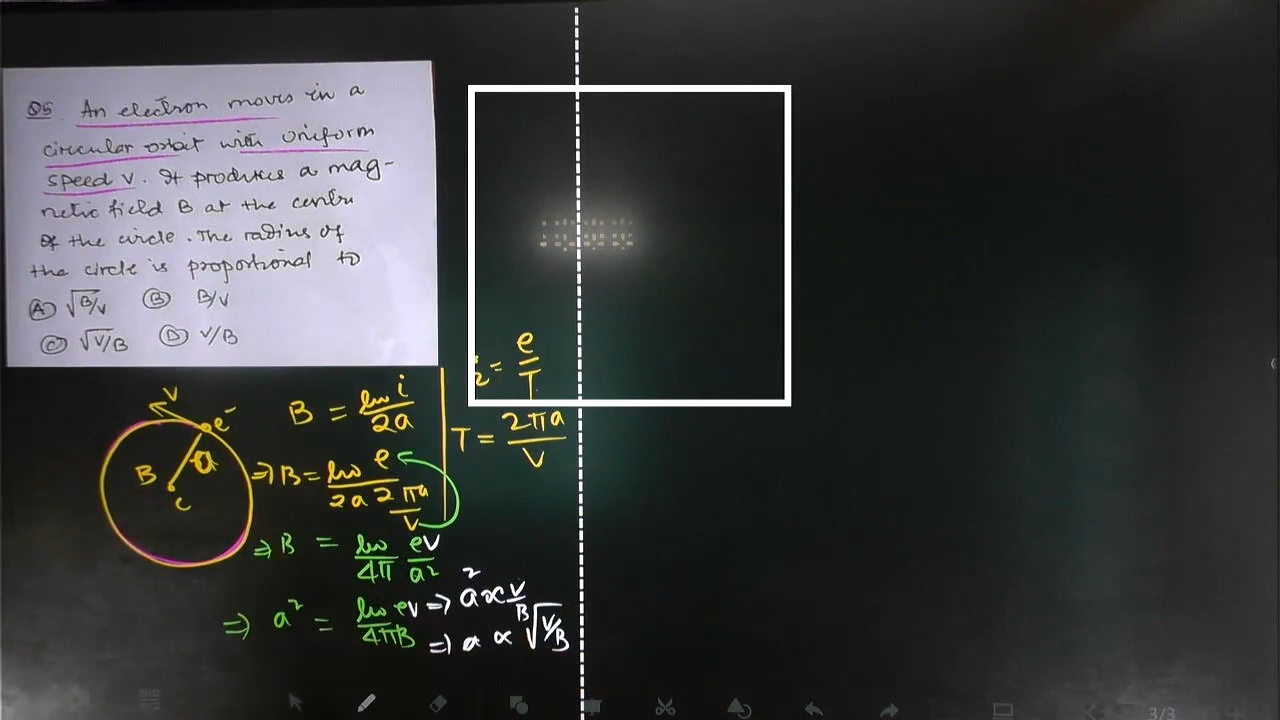 Q5. An electron moves in a
circular orbit with uniform
speed v. It produces a mag-
netic field B at the centre
of the circle. The radius of
the circle is proportional to
(A) √B/v (B) B/v
(C) √v/B (D) v/B
i = e/T
T = 2πa/v
v
e⁻
a
B
c
B = μ₀i/2a
⇒ B = μ₀e/2a 2πa/v
⇒ B = μ₀/4π ev/a²
⇒ a² = μ₀ev/4πB ⇒ a² ∝ v/B
⇒ a ∝ √v/B
3/3